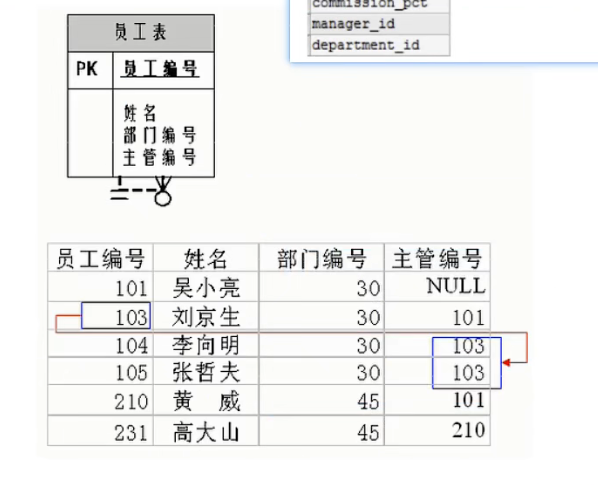 commission_pct
manager_id
department_id
员工表
PK 员工编号
姓名
部门编号
主管编号
员工编号 姓名 部门编号 主管编号
101 吴小亮 30 NULL
103 刘京生 30 101
104 李向明 30 103
105 张哲夫 30 103
210 黄 威 45 101
231 高大山 45 210